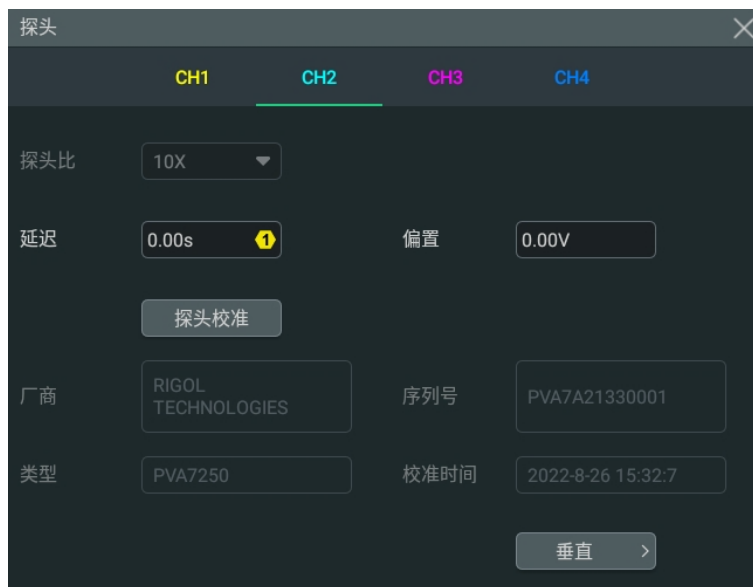 探头
CH1 CH2 CH3 CH4
探头比 10X
延迟 0.00s 1 偏置 0.00V
探头校准
厂商 RIGOL TECHNOLOGIES 序列号 PVA7A21330001
类型 PVA7250 校准时间 2022-8-26 15:32:7
垂直 >